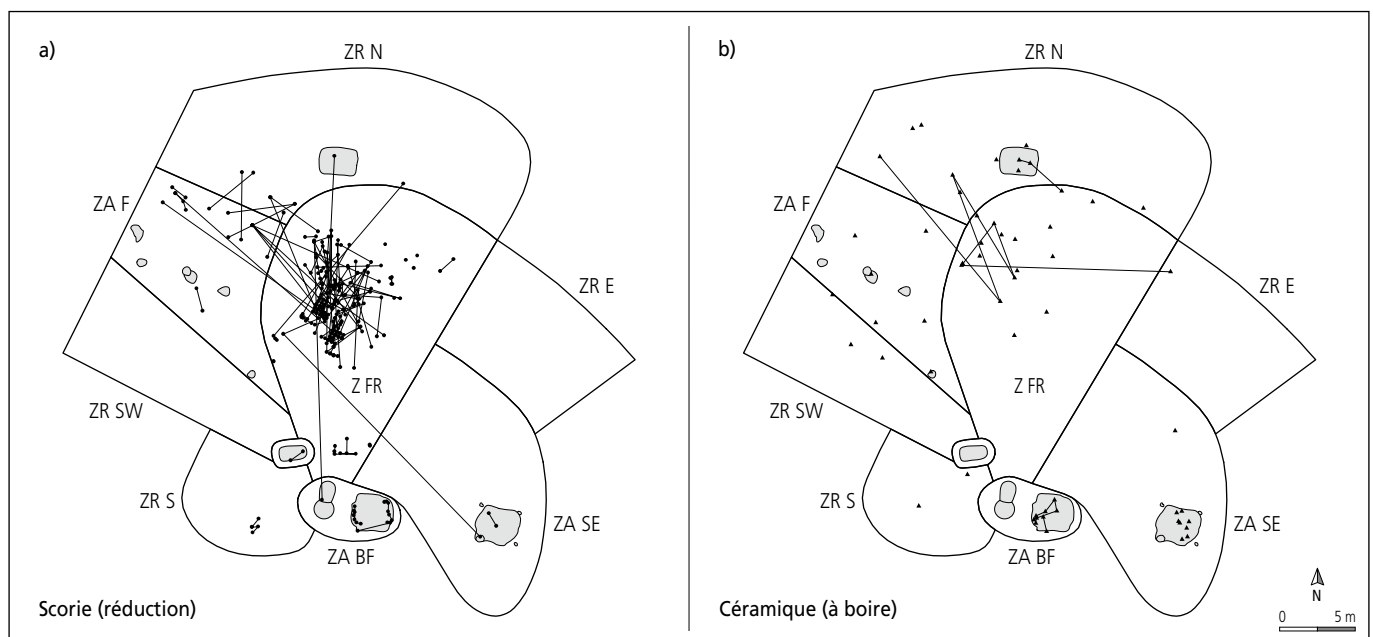 a)
ZR N
ZA F
ZR E
Z FR
ZR SW
ZR S
ZA SE
ZA BF
Scorie (réduction)
b)
ZR N
ZA F
ZR E
Z FR
ZR SW
ZR S
ZA SE
ZA BF
Céramique (à boire)
N
0 5 m